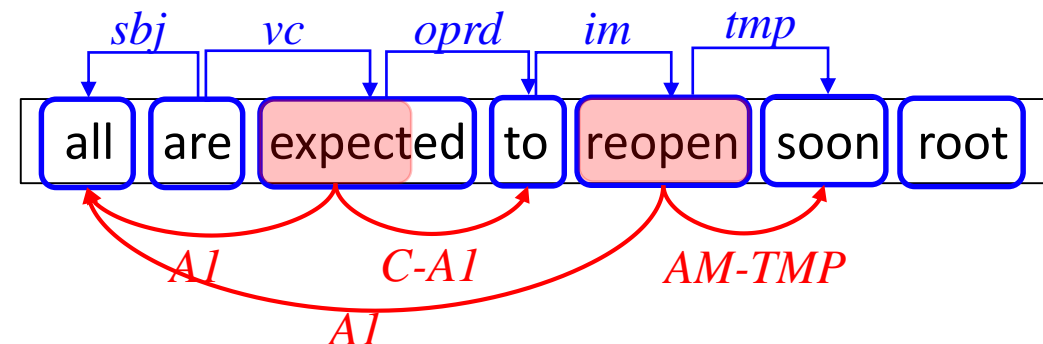 sbj vc oprd im tmp
all are expected to reopen soon root
A1 C-A1 AM-TMP
A1